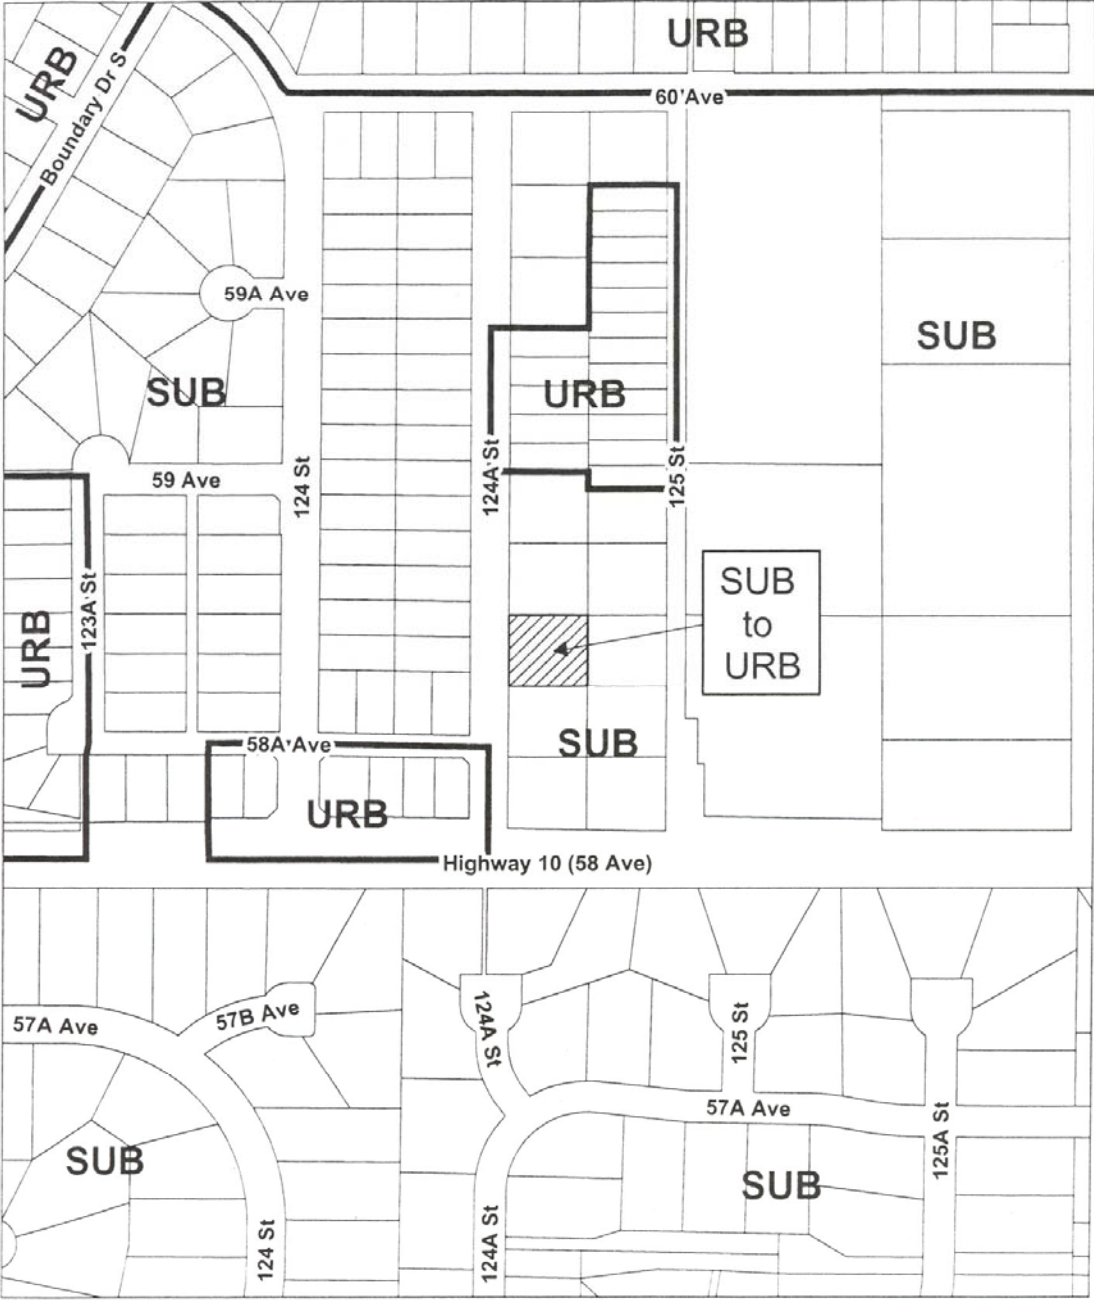 URB
URB
Boundary Dr S
60 Ave
59A Ave
SUB
SUB
URB
59 Ave
124 St
124A St
125 St
123A St
URB
SUB
to
URB
SUB
58A Ave
URB
Highway 10 (58 Ave)
57A Ave
57B Ave
124A St
125 St
57A Ave
125A St
SUB
SUB
124 St
124A St